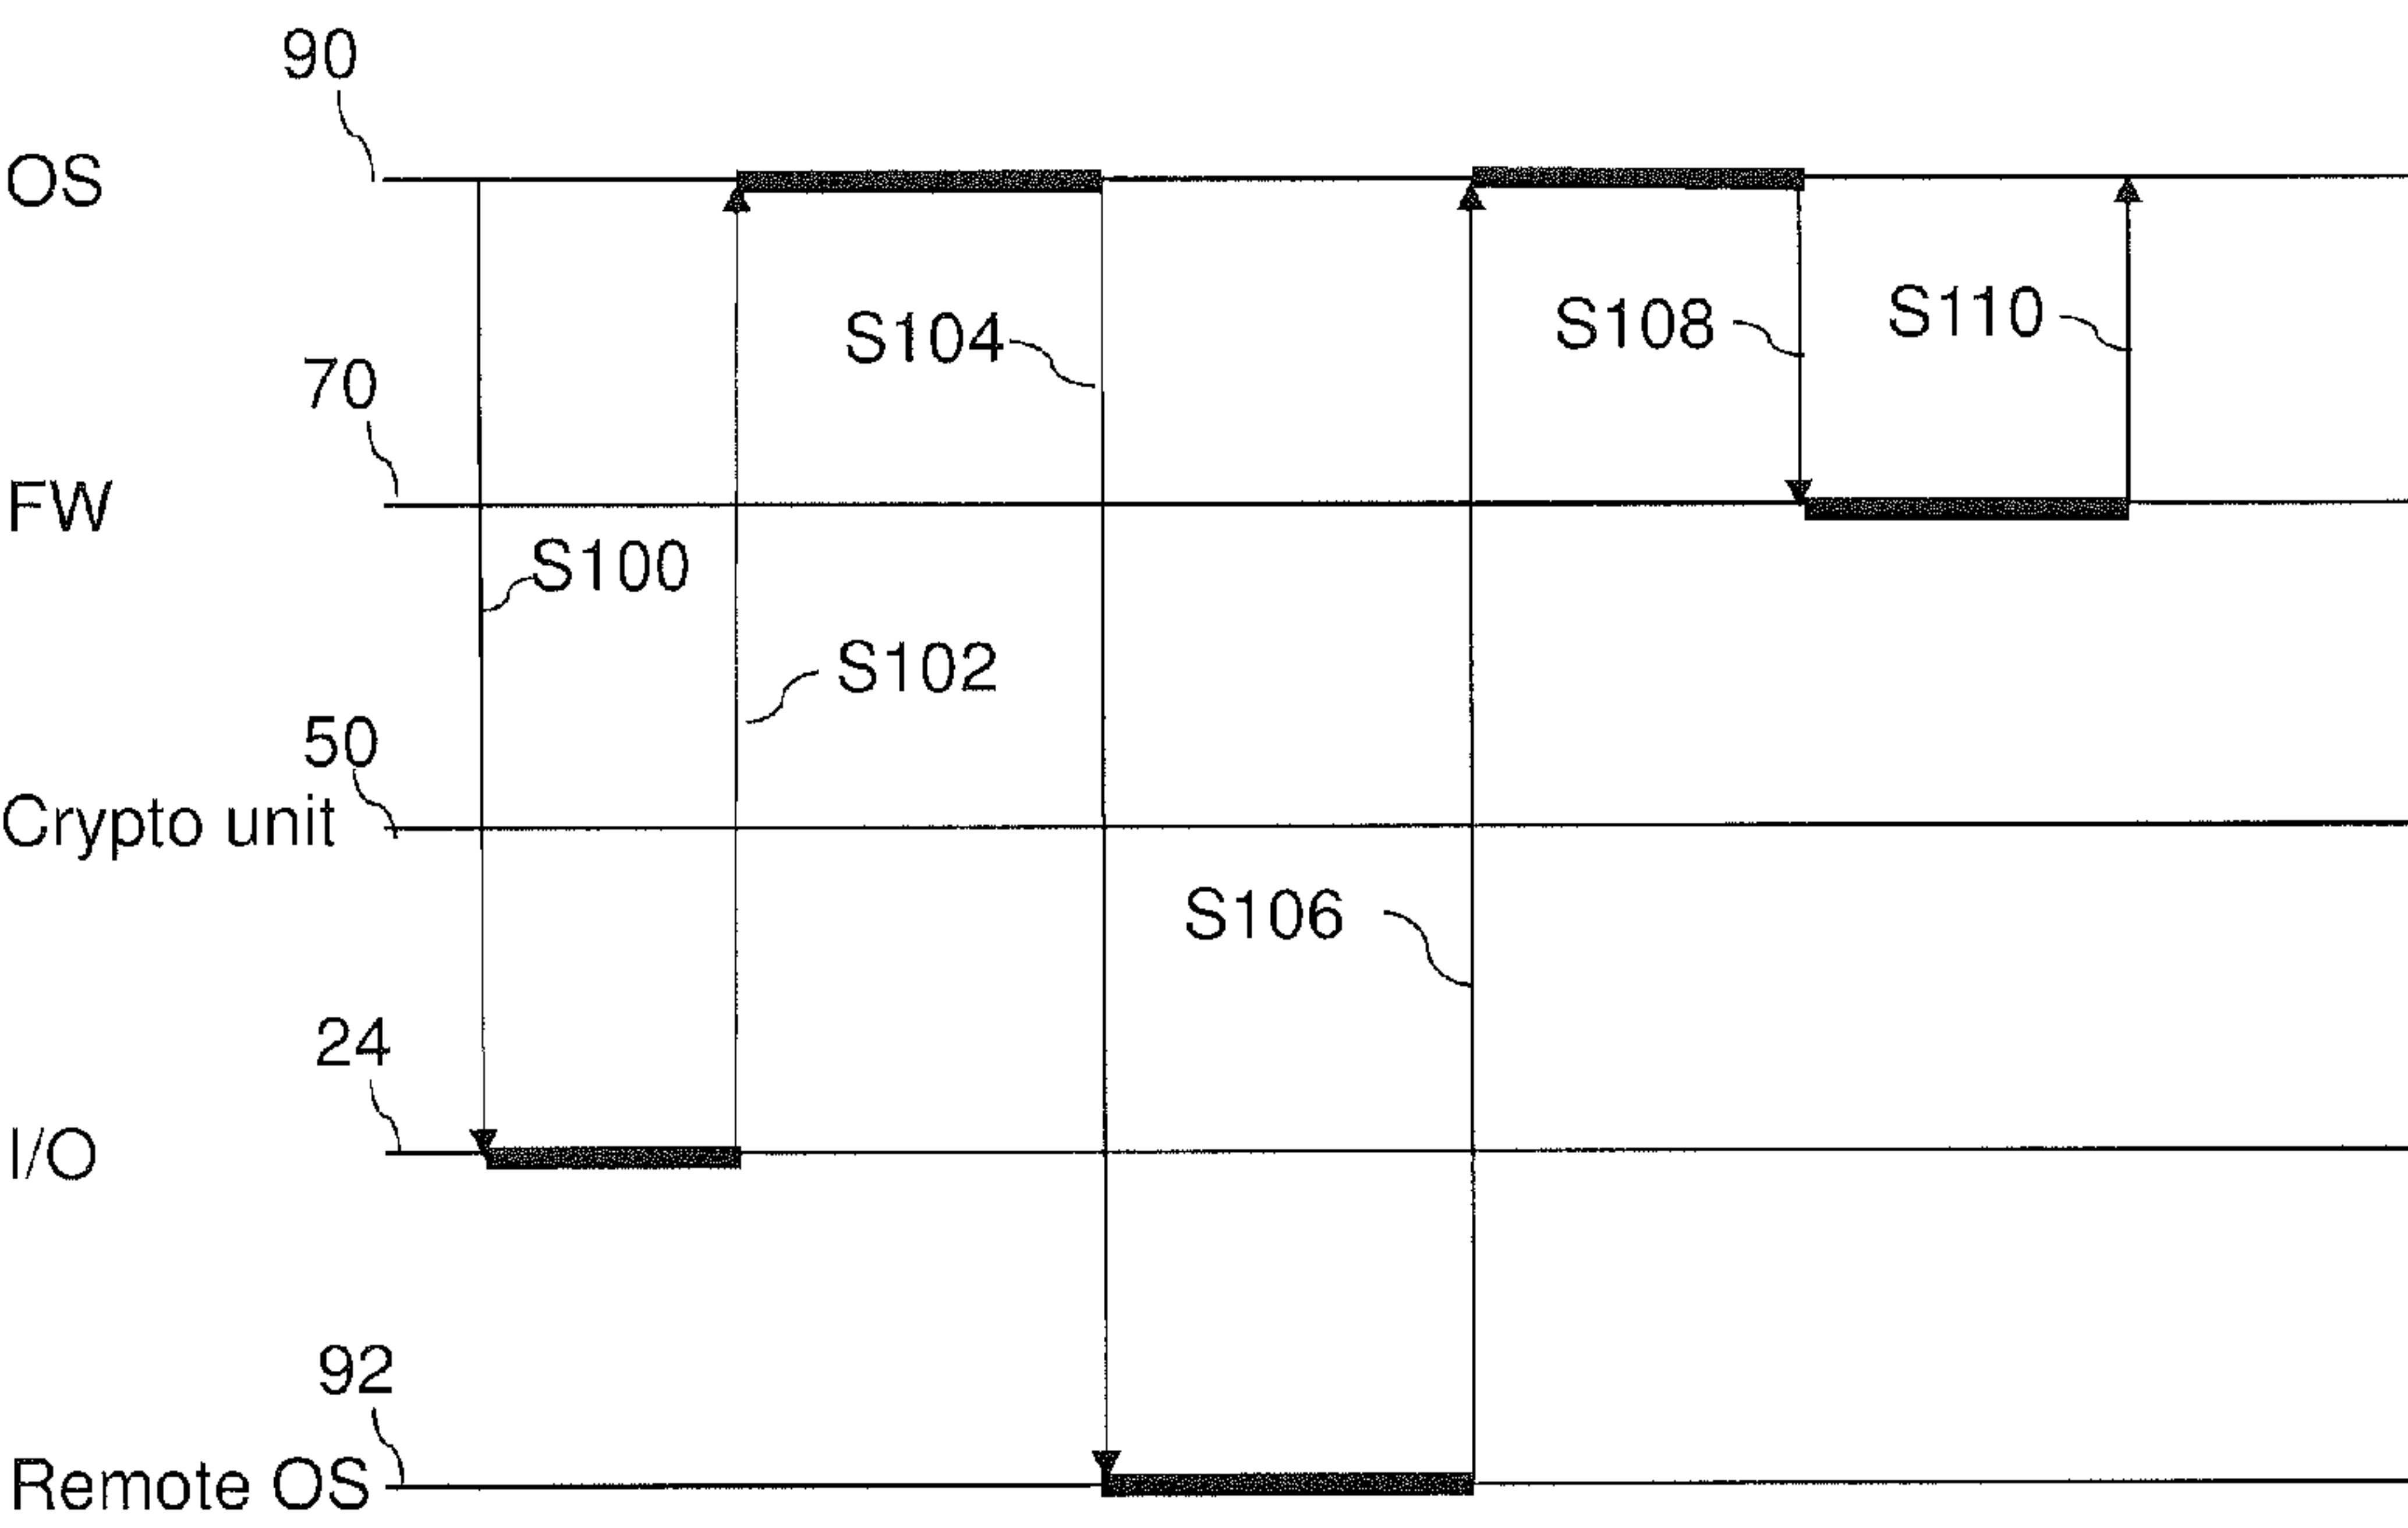 90
OS
S104
S108
S110
70
FW
S100
S102
50
Crypto unit
S106
24
I/O
92
Remote OS